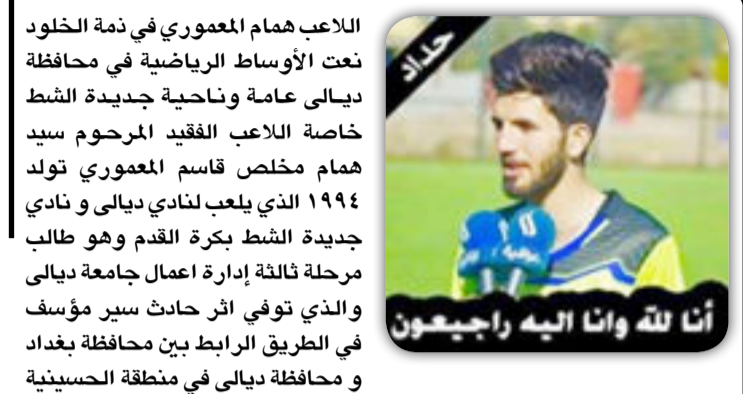 اللاعب همام المعموري في ذمة الخلود
نعت الأوساط الرياضية في محافظة
ديالى عامة وناحية جديدة الشط
خاصة اللاعب الفقيد المرحوم سيد
همام مخلص قاسم المعموري تولد
١٩٩٤ الذي يلعب لنادي ديالى و نادي
جديدة الشط بكرة القدم وهو طالب
مرحلة ثالثة إدارة اعمال جامعة ديالى
والذي توفي اثر حادث سير مؤسف
في الطريق الرابط بين محافظة بغداد
و محافظة ديالى في منطقة الحسينية
حداد
أنا لله وانا اليه راجيعون